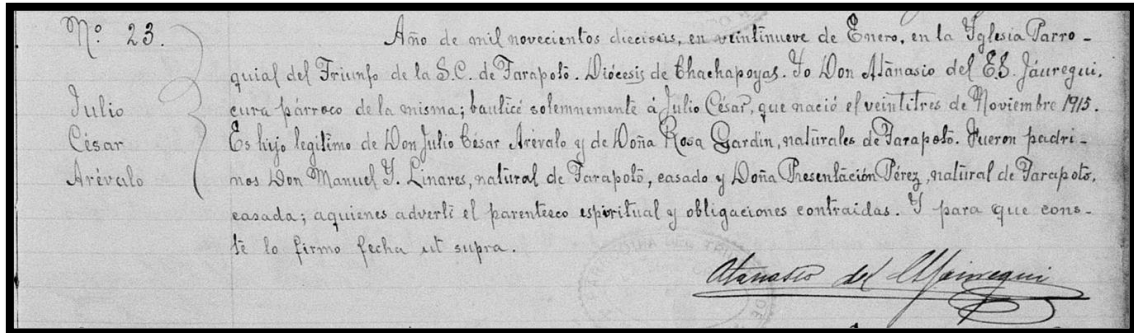 Nº 23.
Julio
César
Arévalo
Año de mil novecientos dieciseis, en veintinueve de Enero, en la Yglesia Parro-
quial del Triunfo de la S.C. de Tarapoto. Diócesis de Chachapoyas. Yo Don Atanasio del E.S. Jáuregui,
cura párroco de la misma; bauticé solemnemente á Julio César, que nació el veintitres de Noviembre 1915.
Es hijo legitimo de Don Julio César Arévalo y de Doña Rosa Gardin, naturales de Tarapoto. Fueron padri-
nos Don Manuel T. Linares, natural de Tarapoto, casado y Doña Presentación Pérez, natural de Tarapoto,
casada; aquienes advertí el parentesco espiritual y obligaciones contraidas. Y para que cons-
te lo firmo fecha ut supra.
Atanasio del E Jáuregui